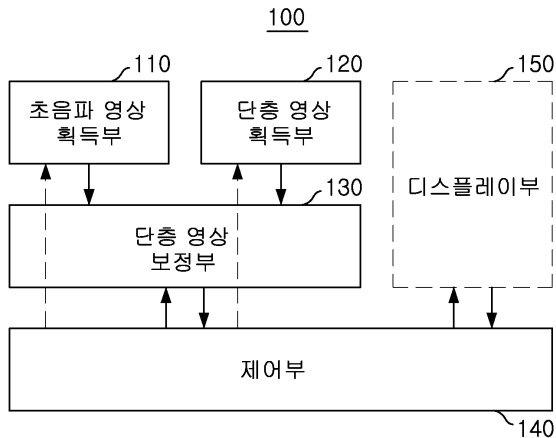 100
110
120
150
초음파 영상
획득부
단층 영상
획득부
디스플레이부
130
단층 영상
보정부
제어부
140